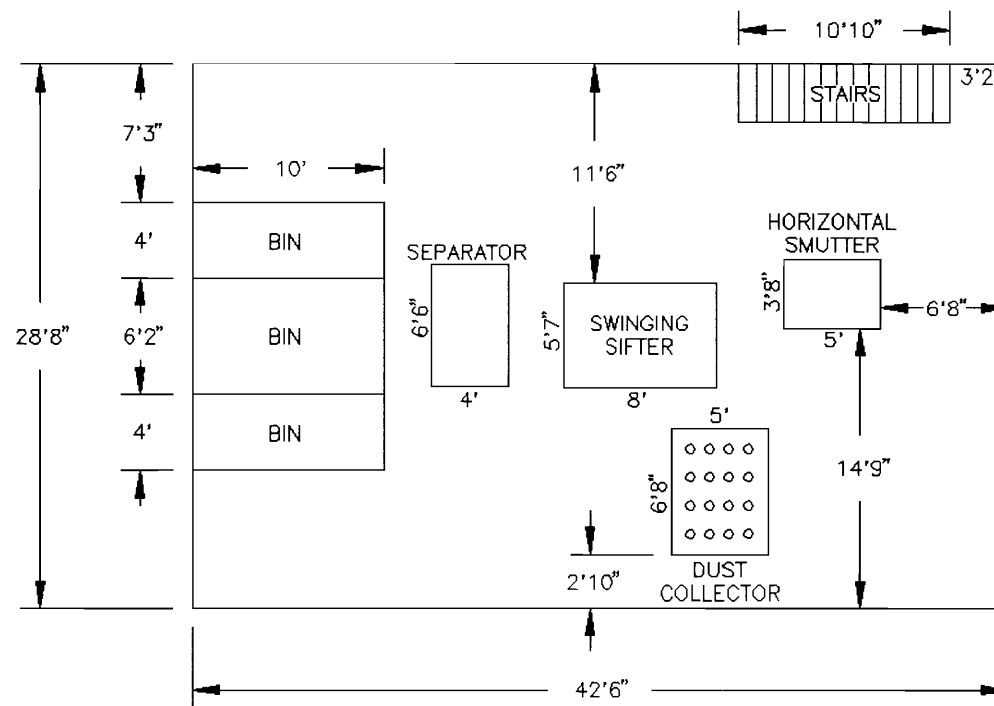 10'10"
STAIRS
3'2
7'3"
10'
11'6"
4'
BIN
SEPARATOR
HORIZONTAL
SMUTTER
28'8"
6'2"
BIN
6'6"
5'7"
SWINGING
SIFTER
3'8"
6'8"
5'
4'
8'
4'
BIN
5'
6'8"
14'9"
2'10"
DUST
COLLECTOR
42'6"